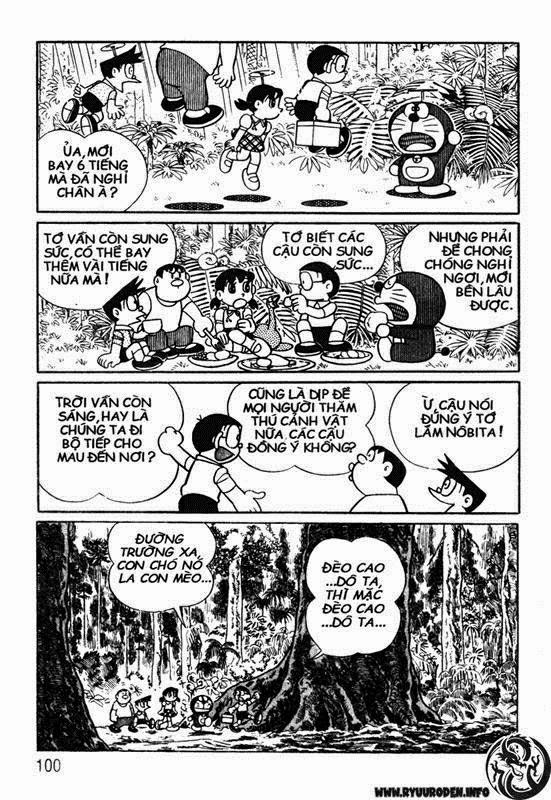 ỦA, MỚI
BAY 6 TIẾNG
MÀ ĐÃ NGHỈ
CHÂN À?
TỚ VẪN CÒN SUNG
SỨC, CÓ THỂ BAY
THÊM VÀI TIẾNG
NỮA MÀ!
TỚ BIẾT CÁC
CẬU CÒN SUNG
SỨC...
NHƯNG PHẢI
ĐỂ CHONG
CHÓNG NGHỈ
NGƠI, MỚI
BỀN LÂU
ĐƯỢC.
TRỜI VẪN CÒN
SÁNG, HAY LÀ
CHÚNG TA ĐI
BỘ TIẾP CHO
MAU ĐẾN NƠI?
CŨNG LÀ DỊP ĐỂ
MỌI NGƯỜI THĂM
THÚ CẢNH VẬT
NỮA. CÁC CẬU
ĐỒNG Ý KHÔNG?
Ừ, CẬU NÓI
ĐÚNG Ý TỚ
LẮM NÔBITA!
ĐƯỜNG
TRƯỜNG XA,
CON CHÓ NÓ
LA CON MÈO...
ĐÈO CAO
...DÔ TA,
THÌ MẶC
ĐÈO CAO
...DÔ TA...
100
WWW.RYUURODEN.INFO